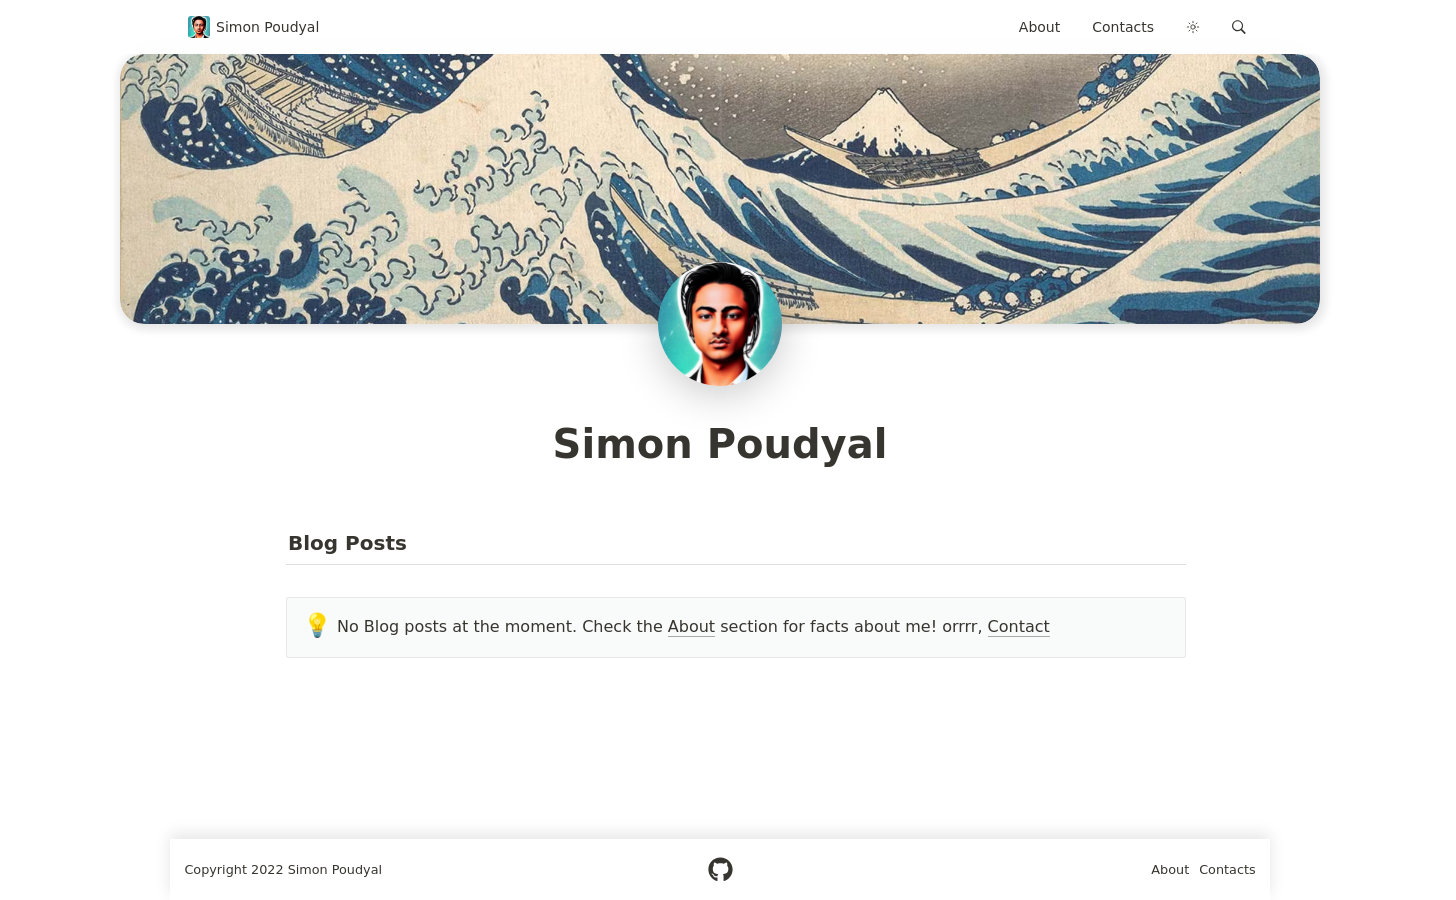 Simon Poudyal
About
Contacts
Simon Poudyal
Blog Posts
💡 No Blog posts at the moment. Check the About section for facts about me! orrrr, Contact
Copyright 2022 Simon Poudyal
About Contacts